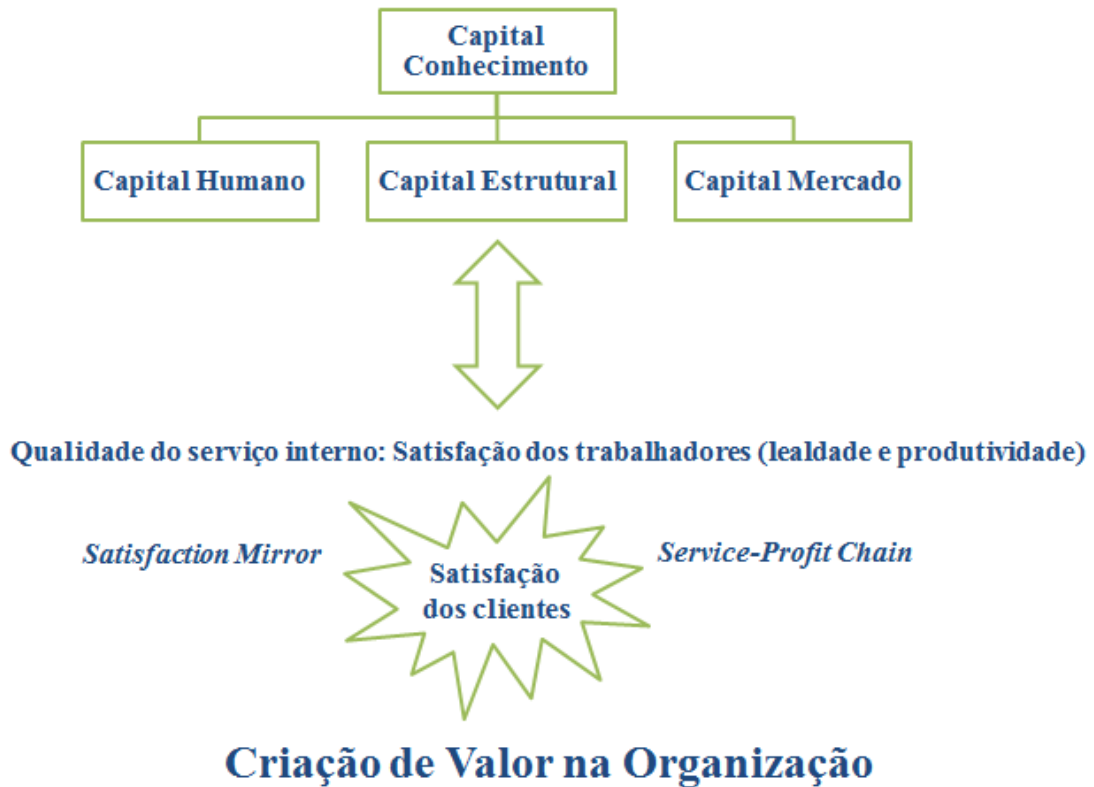 Capital
Conhecimento
Capital Humano
Capital Estrutural
Capital Mercado
Qualidade do serviço interno: Satisfação dos trabalhadores (lealdade e produtividade)
Satisfaction Mirror
Service-Profit Chain
Satisfação
dos clientes
Criação de Valor na Organização